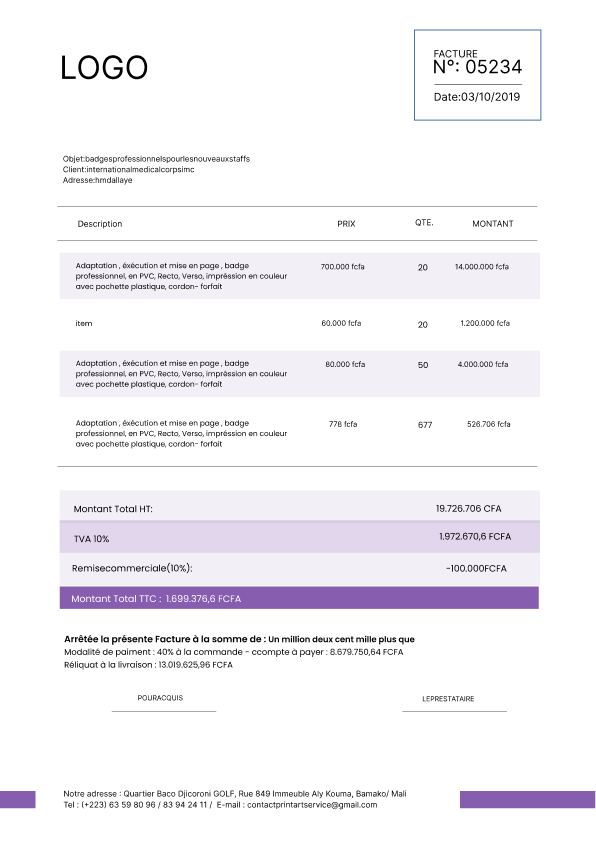 LOGO
FACTURE
N°: 05234
Date:03/10/2019
Objet:badgesprofessionnelspourlesnouveauxstaffs
Client:internationalmedicalcorpsimc
Adresse:hmdallaye
Description PRIX QTE. MONTANT
Adaptation , éxécution et mise en page , badge
professionnel, en PVC, Recto, Verso, impréssion en couleur
avec pochette plastique, cordon- forfait
700.000 fcfa 20 14.000.000 fcfa
item 60.000 fcfa 20 1.200.000 fcfa
Adaptation , éxécution et mise en page , badge
professionnel, en PVC, Recto, Verso, impréssion en couleur
avec pochette plastique, cordon- forfait
80.000 fcfa 50 4.000.000 fcfa
Adaptation , éxécution et mise en page , badge
professionnel, en PVC, Recto, Verso, impréssion en couleur
avec pochette plastique, cordon- forfait
778 fcfa 677 526.706 fcfa
Montant Total HT: 19.726.706 CFA
TVA 10% 1.972.670,6 FCFA
Remisecommerciale(10%): -100.000FCFA
Montant Total TTC : 1.699.376,6 FCFA
Arrêtée la présente Facture à la somme de : Un million deux cent mille plus que
Modalité de paiment : 40% à la commande - ccompte à payer : 8.679.750,64 FCFA
Réliquat à la livraison : 13.019.625,96 FCFA
POURACQUIS LEPRESTATAIRE
Notre adresse : Quartier Baco Djicoroni GOLF, Rue 849 Immeuble Aly Kouma, Bamako/ Mali
Tel : (+223) 63 59 80 96 / 83 94 24 11 / E-mail : contactprintartservice@gmail.com